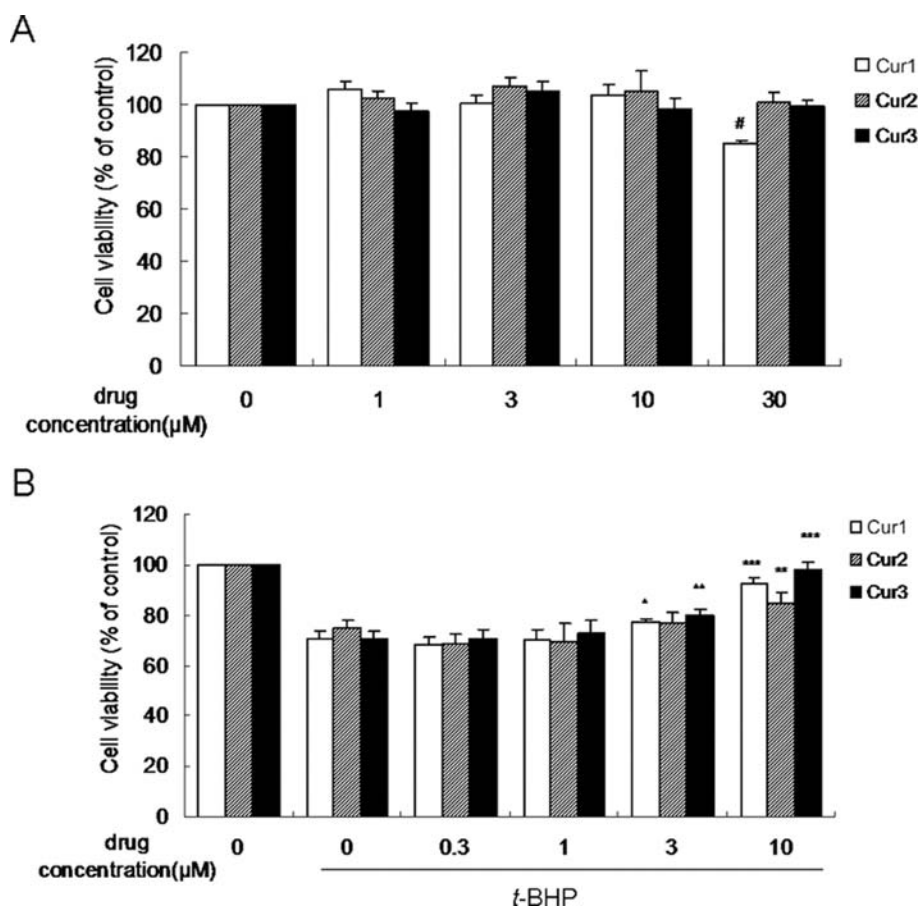 A
Cell viability (% of control)
120
100
80
60
40
20
0
#
Cur1
Cur2
Cur3
drug
concentration(µM)
0 1 3 10 30
B
Cell viability (% of control)
120
100
80
60
40
20
0
* ** *** ** ***
Cur1
Cur2
Cur3
drug
concentration(µM)
0 0 0.3 1 3 10
t-BHP